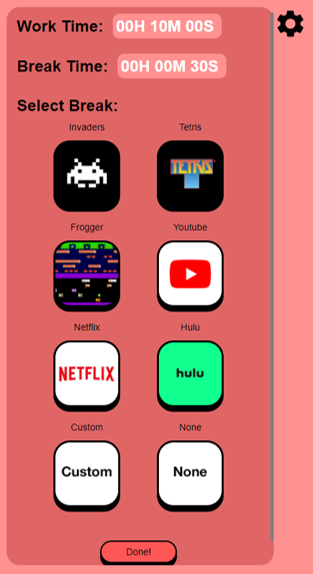 Work Time: 00H 10M 00S
Break Time: 00H 00M 30S
Select Break:
Invaders Tetris
TETRIS
Frogger Youtube
Netflix Hulu
NETFLIX hulu
Custom None
Custom None
Done!